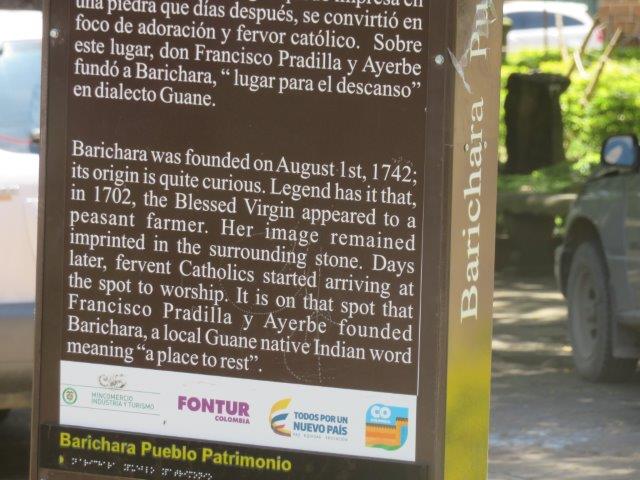 una piedra que días después, se convirtió en
foco de adoración y fervor católico. Sobre
este lugar, don Francisco Pradilla y Ayerbe
fundó a Barichara, “ lugar para el descanso”
en dialecto Guane.
Barichara was founded on August 1st, 1742;
its origin is quite curious. Legend has it that,
in 1702, the Blessed Virgin appeared to a
peasant farmer. Her image remained
imprinted in the surrounding stone. Days
later, fervent Catholics started arriving at
the spot to worship. It is on that spot that
Francisco Pradilla y Ayerbe founded
Barichara, a local Guane native Indian word
meaning “a place to rest”.
MINCOMERCIO
INDUSTRIA Y TURISMO
FONTUR
COLOMBIA
TODOS POR UN
NUEVO PAÍS
PAZ EQUIDAD EDUCACIÓN
CO
Barichara Pueblo Patrimonio
Barichara